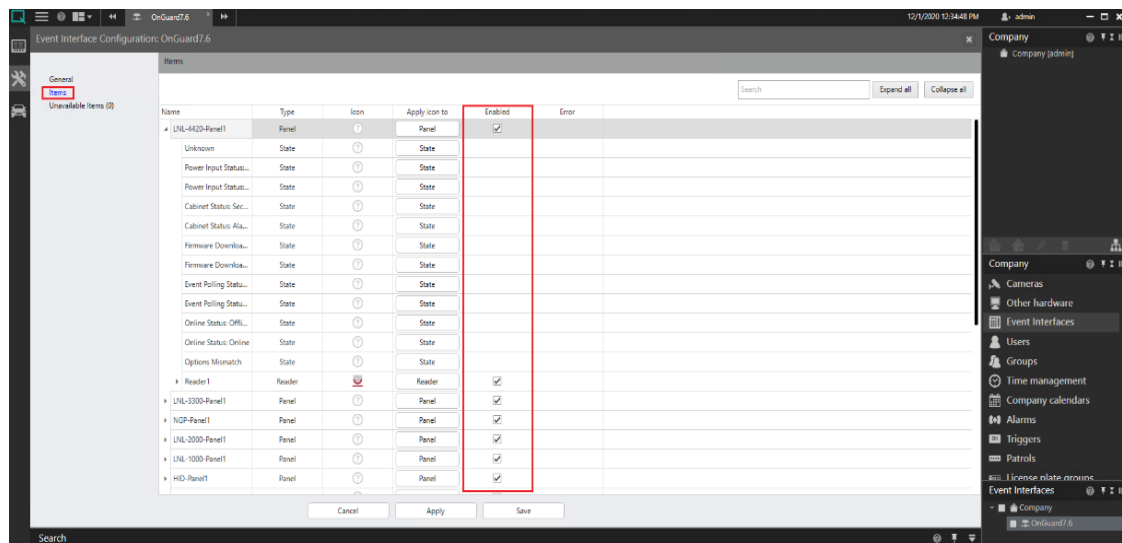 OnGuard7.6
12/1/2020 12:34:48 PM
admin
Event Interface Configuration: OnGuard7.6
Company
Company [admin]
Items
General
Items
Unavailable Items (0)
Search
Expand all
Collapse all
Name Type Icon Apply icon to Enabled Error
LNL-4420-Panel1 Panel Panel
Unknown State State
Power Input Status:... State State
Power Input Status:... State State
Cabinet Status: Sec... State State
Cabinet Status: Ala... State State
Firmware Downloa... State State
Firmware Downloa... State State
Event Polling Statu... State State
Event Polling Statu... State State
Online Status: Offli... State State
Online Status: Online State State
Options Mismatch State State
Reader1 Reader Reader
LNL-3300-Panel1 Panel Panel
NGP-Panel1 Panel Panel
LNL-2000-Panel1 Panel Panel
LNL-1000-Panel1 Panel Panel
HID-Panel1 Panel Panel
Cancel
Apply
Save
Company
Cameras
Other hardware
Event Interfaces
Users
Groups
Time management
Company calendars
Alarms
Triggers
Patrols
License plate groups
Event Interfaces
Company
OnGuard7.6
Search